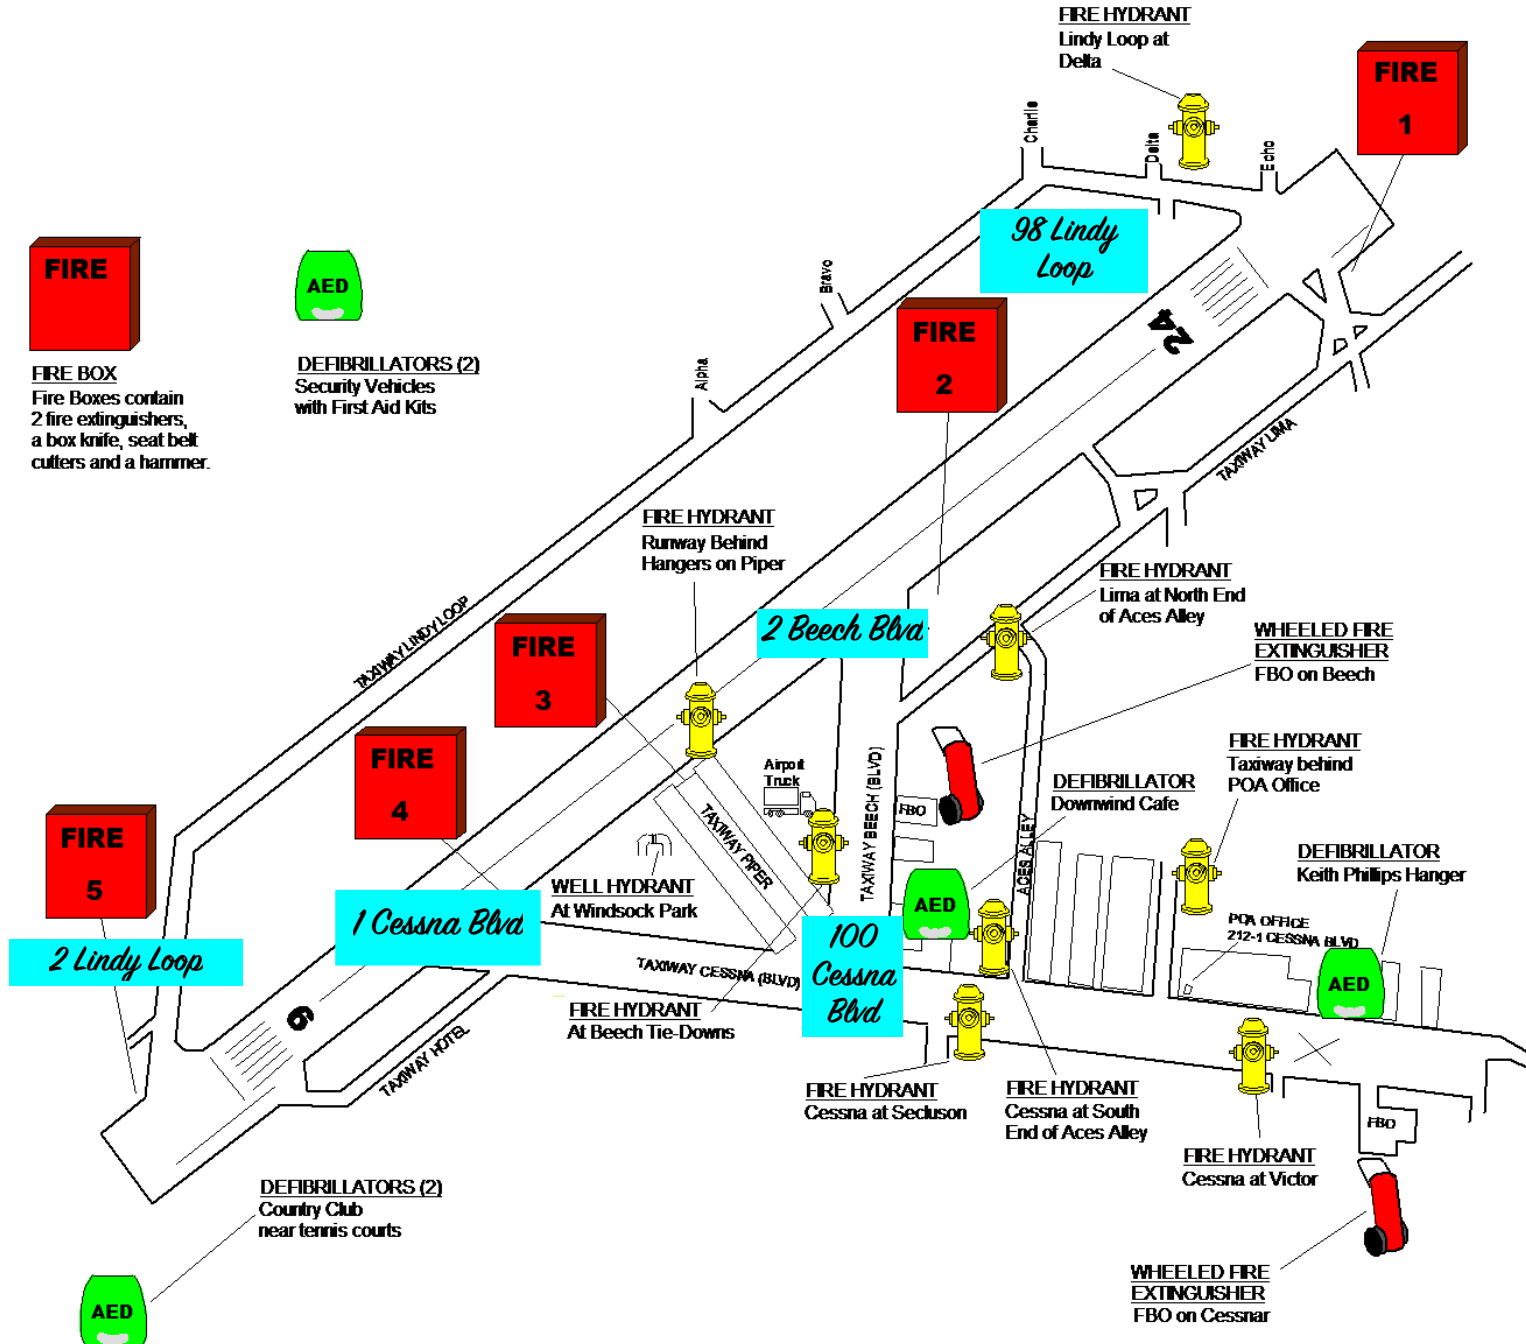 FIRE HYDRANT
Lindy Loop at
Delta
FIRE
1
Charlie
Delta
Echo
98 Lindy
Loop
FIRE
AED
Bravo
24
FIRE
2
FIRE BOX
Fire Boxes contain
2 fire extinguishers,
a box knife, seat belt
cutters and a hammer.
DEFIBRILLATORS (2)
Security Vehicles
with First Aid Kits
Alpha
TAXIWAY LIMA
FIRE HYDRANT
Runway Behind
Hangers on Piper
FIRE HYDRANT
Lima at North End
of Aces Alley
TAXIWAY LINDY LOOP
2 Beech Blvd
WHEELED FIRE
EXTINGUISHER
FBO on Beech
FIRE
3
FIRE
4
FIRE HYDRANT
Taxiway behind
POA Office
Airport
Truck
TAXIWAY BEECH (BLVD)
FBO
DEFIBRILLATOR
Downwind Cafe
TAXIWAY PIPER
ACES ALLEY
FIRE
5
DEFIBRILLATOR
Keith Phillips Hanger
WELL HYDRANT
At Windsock Park
AED
1 Cessna Blvd
100
Cessna
Blvd
POA OFFICE
212-1 CESSNA BLVD
2 Lindy Loop
TAXIWAY CESSNA (BLVD)
AED
6
FIRE HYDRANT
At Beech Tie-Downs
TAXIWAY HOTEL
FIRE HYDRANT
Cessna at Secluson
FIRE HYDRANT
Cessna at South
End of Aces Alley
FBO
FIRE HYDRANT
Cessna at Victor
DEFIBRILLATORS (2)
Country Club
near tennis courts
AED
WHEELED FIRE
EXTINGUISHER
FBO on Cessnar